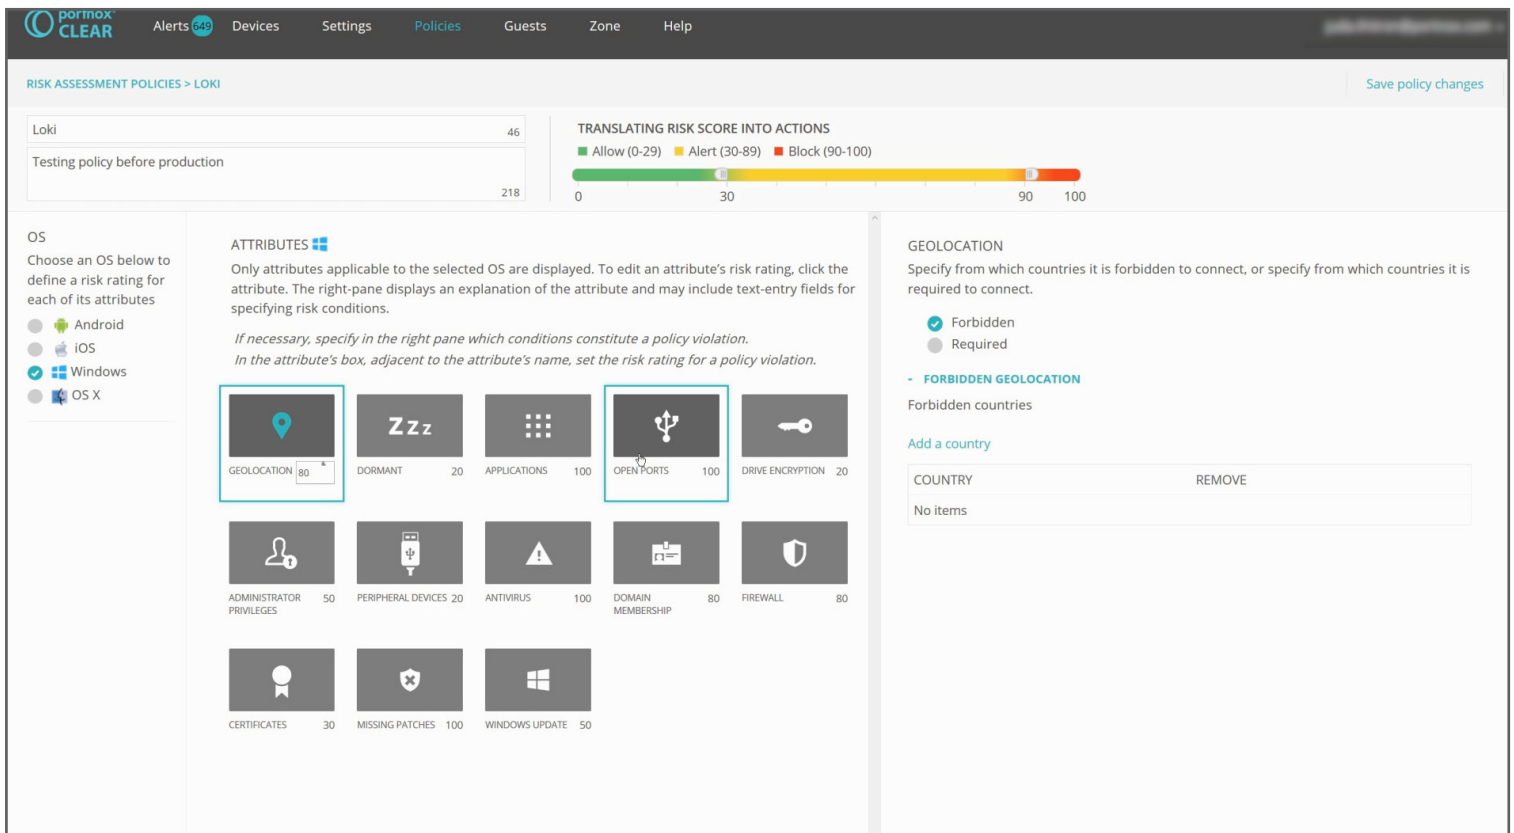 portnox™
CLEAR
Alerts 649 Devices Settings Policies Guests Zone Help
RISK ASSESSMENT POLICIES > LOKI
Save policy changes
Loki
46
Testing policy before production
218
TRANSLATING RISK SCORE INTO ACTIONS
Allow (0-29) Alert (30-89) Block (90-100)
0 30 90 100
OS
Choose an OS below to
define a risk rating for
each of its attributes
Android
iOS
Windows
OS X
ATTRIBUTES
Only attributes applicable to the selected OS are displayed. To edit an attribute's risk rating, click the
attribute. The right-pane displays an explanation of the attribute and may include text-entry fields for
specifying risk conditions.
If necessary, specify in the right pane which conditions constitute a policy violation.
In the attribute's box, adjacent to the attribute's name, set the risk rating for a policy violation.
Zzz
GEOLOCATION 80 DORMANT 20 APPLICATIONS 100 OPEN PORTS 100 DRIVE ENCRYPTION 20
ADMINISTRATOR PRIVILEGES 50 PERIPHERAL DEVICES 20 ANTIVIRUS 100 DOMAIN MEMBERSHIP 80 FIREWALL 80
CERTIFICATES 30 MISSING PATCHES 100 WINDOWS UPDATE 50
GEOLOCATION
Specify from which countries it is forbidden to connect, or specify from which countries it is
required to connect.
Forbidden
Required
- FORBIDDEN GEOLOCATION
Forbidden countries
Add a country
COUNTRY REMOVE
No items